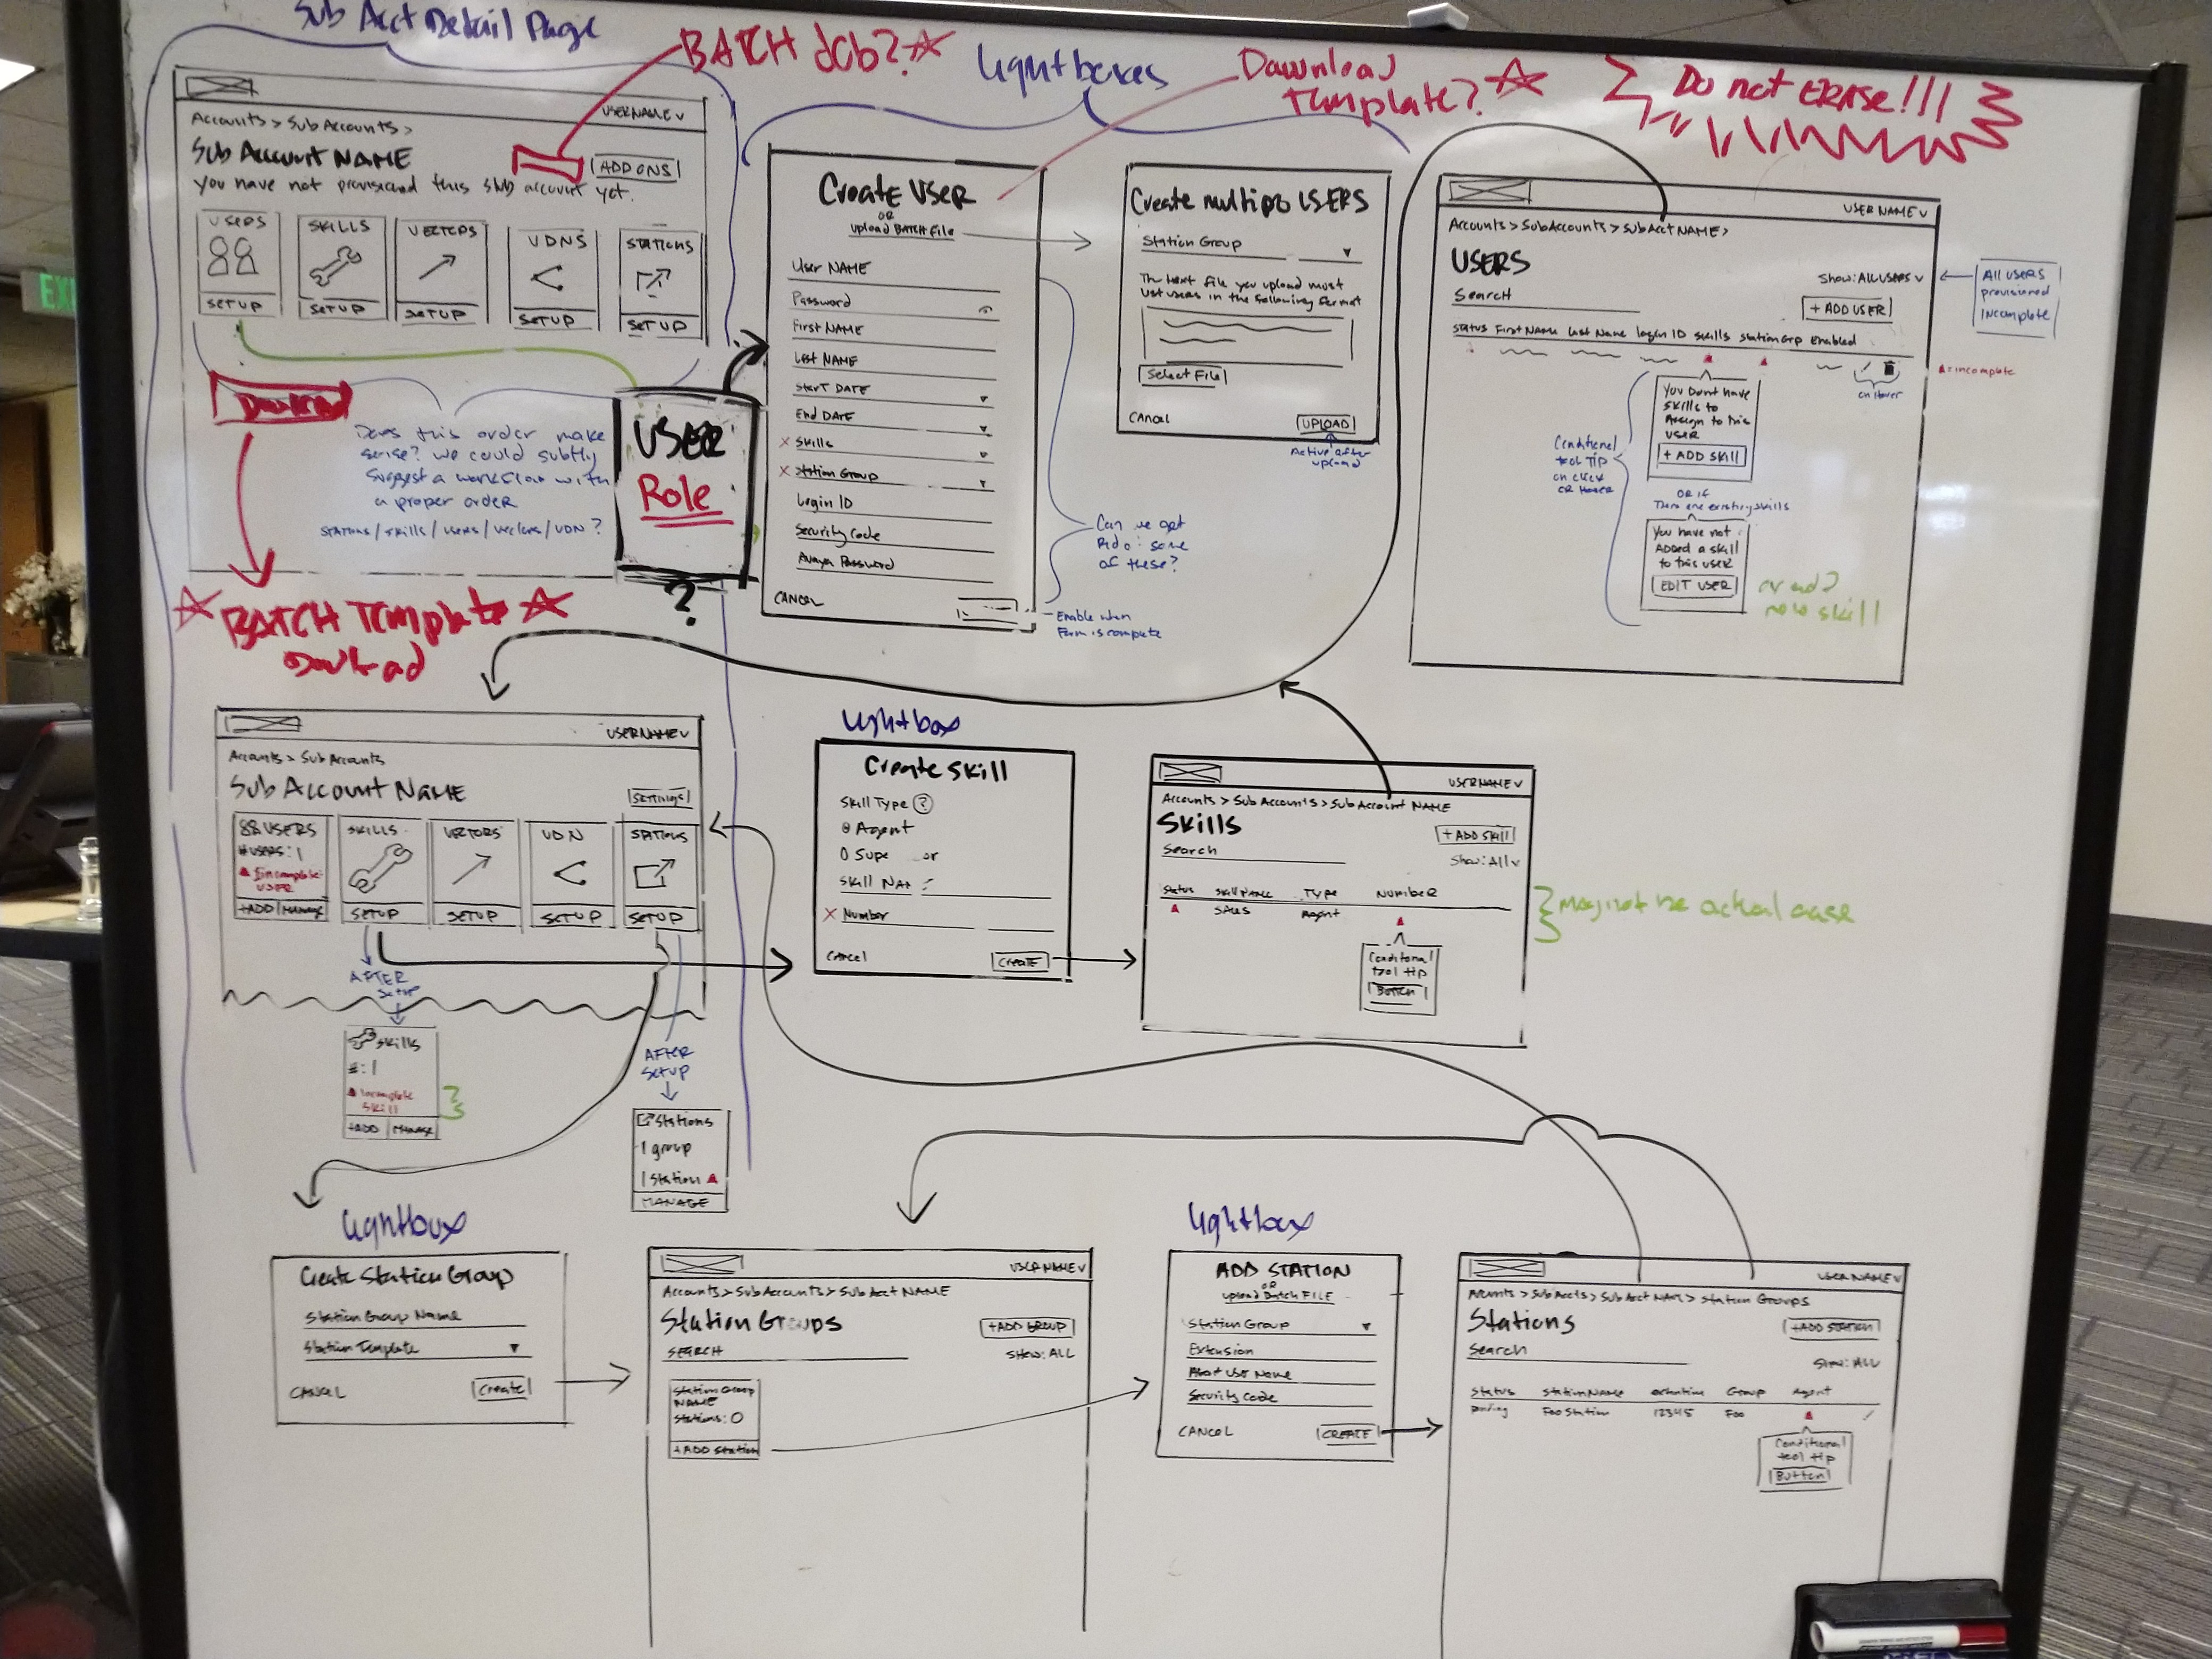 Sub Acct Detail Page
BATCH Job?
Lightboxes
Download
Template?
Do not ERASE!!!
USERNAME v
Accounts > Sub Accounts >
Sub Account NAME
ADD ONS
you have not provisioned this sub account yet.
USERS
SETUP
SKILLS
SETUP
VECTORS
SETUP
VDNS
SETUP
STATIONS
SETUP
Does this order make
sense? we could subtly
suggest a workflow with
a proper order
STATIONS/skills/users/vectors/VDN?
BATCH Template
USER
Role
?
Create USER
OR
upload BATCH File
User NAME
Password
First NAME
Last NAME
Start DATE
End DATE
x Skills
x Station Group
Login ID
Security Code
Avaya Password
CANCEL
Can we get
some
of these?
Enable when
Form is complete
Create multiple USERS
Station Group
The text file you upload must
list users in the following format
Select File
CANCEL
UPLOAD
Active after
upload
USER NAME v
Accounts > SubAccounts > SubAcct NAME >
USERS
Show: All USERS v
Search
+ ADD USER
Status First Name Last Name login ID skills station Grp Enabled
on Hover
All USERS
provisioned
Incomplete
= incomplete
You Dont have
skills to
Assign to this
USER
+ ADD SKILL
Conditional
tool TIP
on click
OR HOVER
OR if
There are existing skills
You have not
Added a skill
to this user
EDIT USER
or add
new skill
USERNAME v
Accounts > Sub Accounts
Sub Account NAME
Settings
USERS
# USERS: 1
Incomplete
USER
+ADD | MANAGE
SKILLS
SETUP
VECTORS
SETUP
VDN
SETUP
STATIONS
SETUP
AFTER
setup
Skills
#: 1
Incomplete
Skill
+ADD | MANAGE
AFTER
SETUP
Stations
1 group
1 Station
MANAGE
Lightbox
Create Skill
Skill Type ?
Agent
Cancel
x Number
CREATE
USERNAME v
Accounts > Sub Accounts > Sub Account NAME
Skills
+ ADD SKILL
Search
Show: All v
Status Skill NAME TYPE NUMBER
SALES Agent
Conditional
tool tip
Button
May not be actual case
Lightbox
Create Station Group
Station Group Name
Station Template
CANCEL
Create
USER NAME v
Accounts > Sub Accounts > Sub Acct NAME
Station Groups
+ADD GROUP
SEARCH
SHOW: ALL
Station Group
NAME
Stations: 0
+ADD Station
Lightbox
ADD STATION
OR
upload Batch FILE
Station Group
Extension
User Name
Security Code
CANCEL
CREATE
USER NAME v
Accounts > Sub Accts > Sub Acct NAME > Station Groups
Stations
+ADD STATION
Search
Show: ALL
Status Station NAME extention Group Agent
pending Foo Station 12345 Foo
Conditional
tool tip
Button